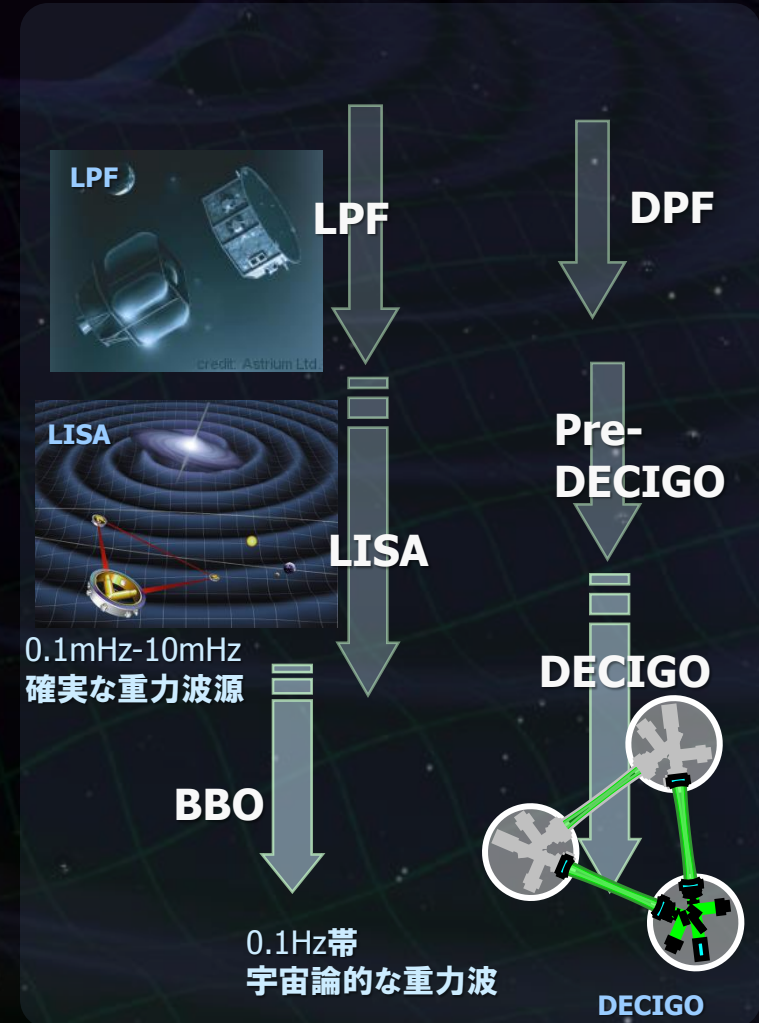 LPF
LPF
DPF
credit: Astrium Ltd.
LISA
Pre-
DECIGO
LISA
0.1mHz-10mHz
確実な重力波源
DECIGO
BBO
0.1Hz帯
宇宙論的な重力波
DECIGO